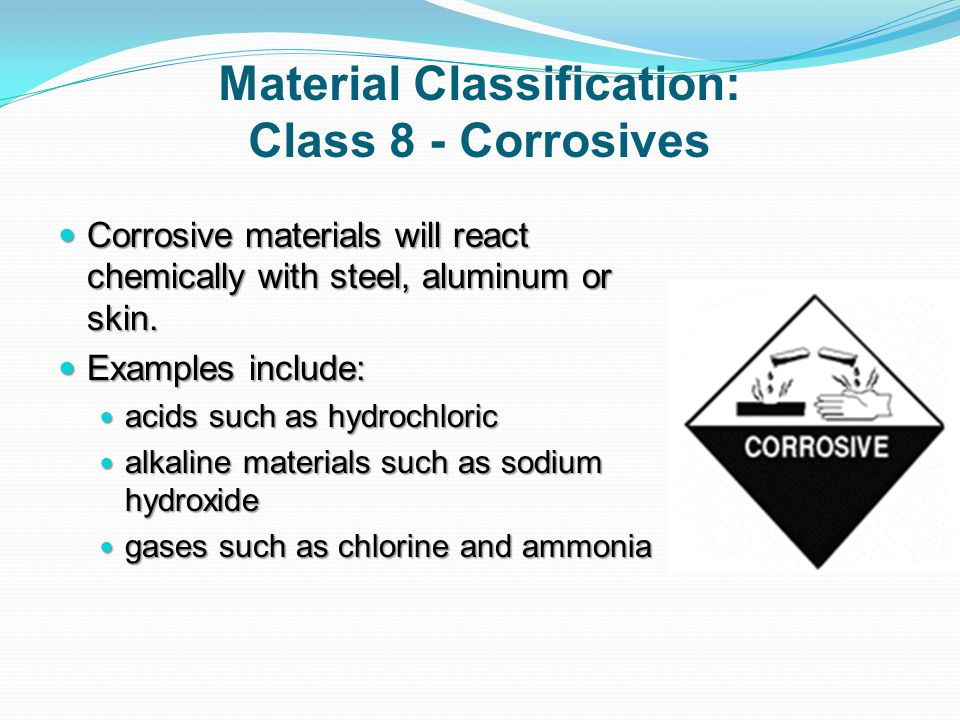 Material Classification:
Class 8 - Corrosives
Corrosive materials will react
chemically with steel, aluminum or
skin.
Examples include:
acids such as hydrochloric
alkaline materials such as sodium
hydroxide
gases such as chlorine and ammonia
CORROSIVE